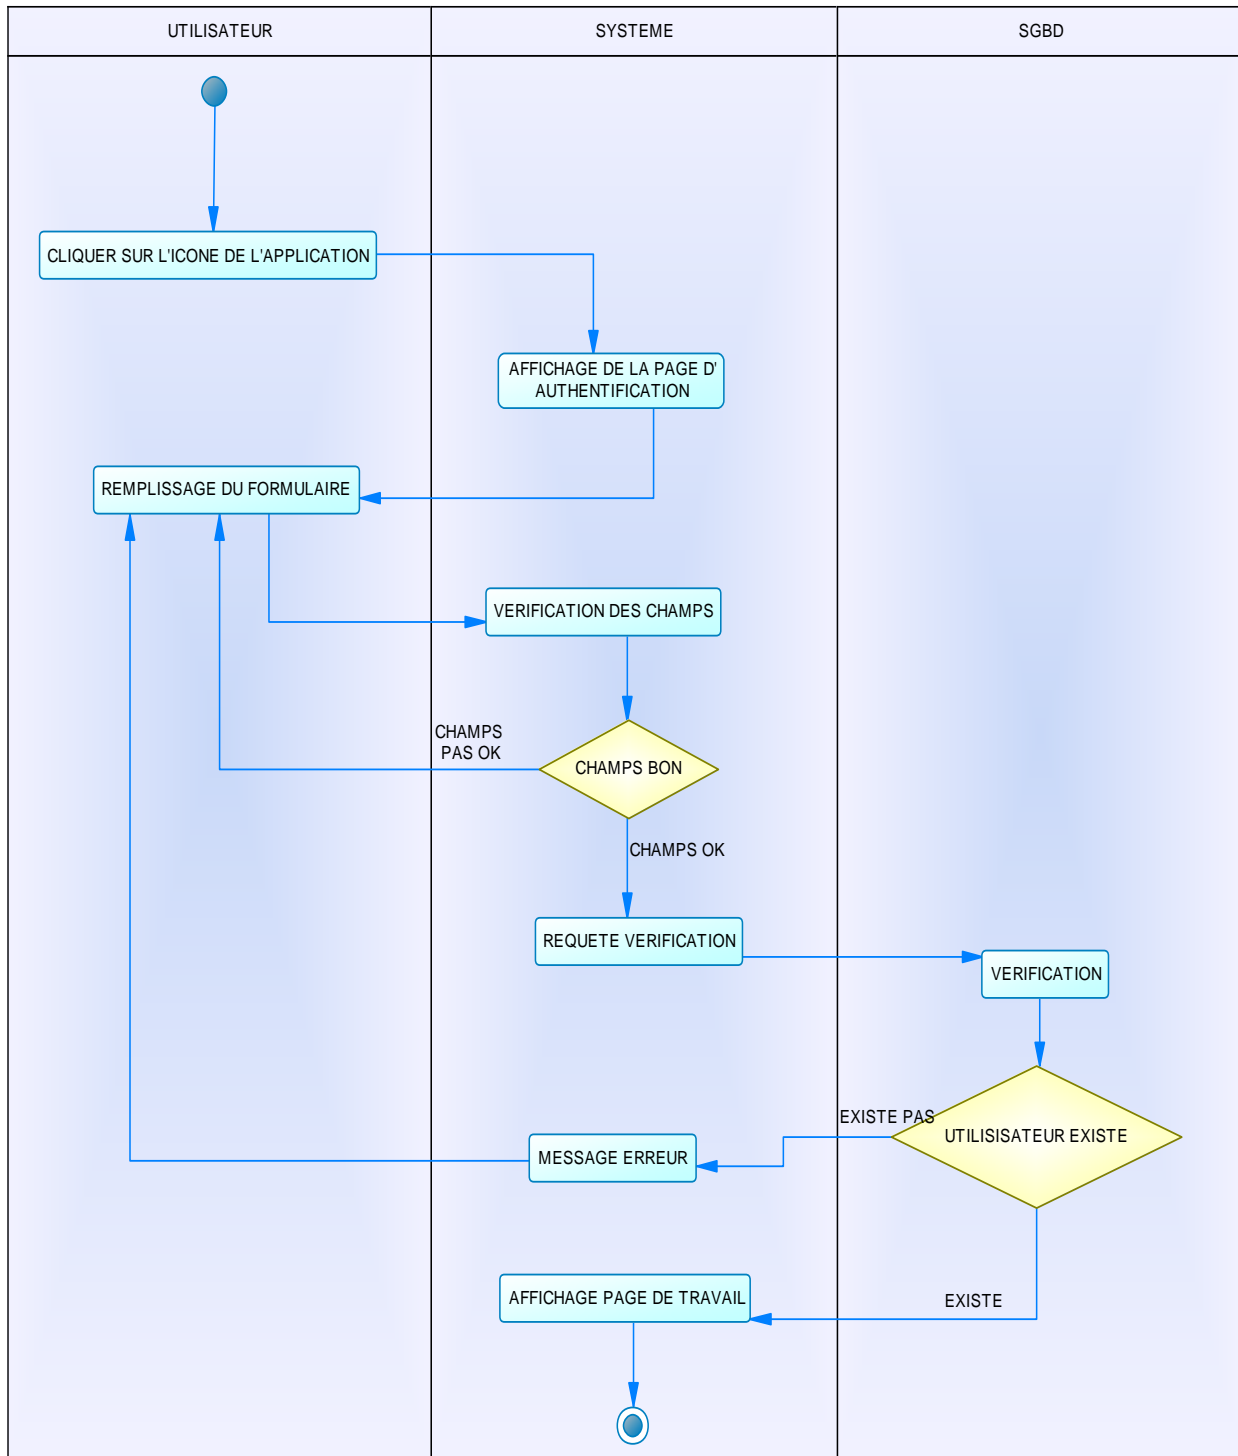 UTILISATEUR
SYSTEME
SGBD
CLIQUER SUR L'ICONE DE L'APPLICATION
AFFICHAGE DE LA PAGE D'
AUTHENTIFICATION
REMPLISSAGE DU FORMULAIRE
VERIFICATION DES CHAMPS
CHAMPS
PAS OK
CHAMPS BON
CHAMPS OK
REQUETE VERIFICATION
VERIFICATION
EXISTE PAS
UTILISISATEUR EXISTE
MESSAGE ERREUR
AFFICHAGE PAGE DE TRAVAIL
EXISTE